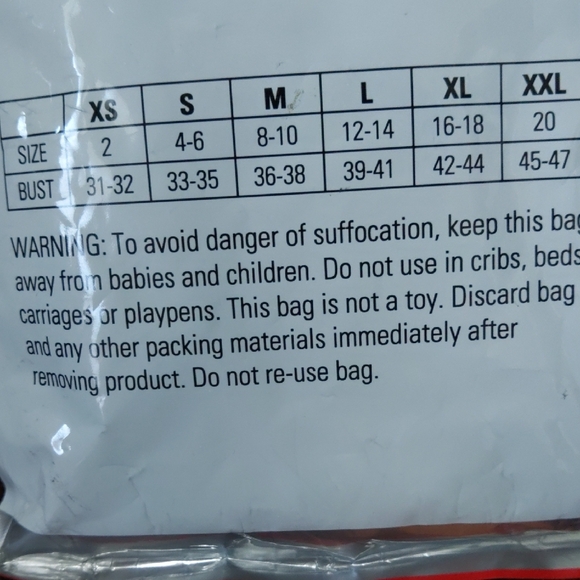 XS S M L XL XXL
SIZE 2 4-6 8-10 12-14 16-18 20
BUST 31-32 33-35 36-38 39-41 42-44 45-47
WARNING: To avoid danger of suffocation, keep this bag
away from babies and children. Do not use in cribs, beds
carriages or playpens. This bag is not a toy. Discard bag
and any other packing materials immediately after
removing product. Do not re-use bag.